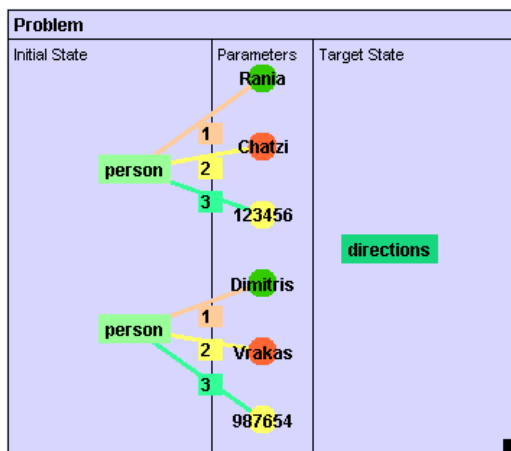 Problem
Initial State
Parameters
Target State
Rania
1
Chatzi
person
2
3
123456
directions
Dimitris
1
person
2
Vrakas
3
987654